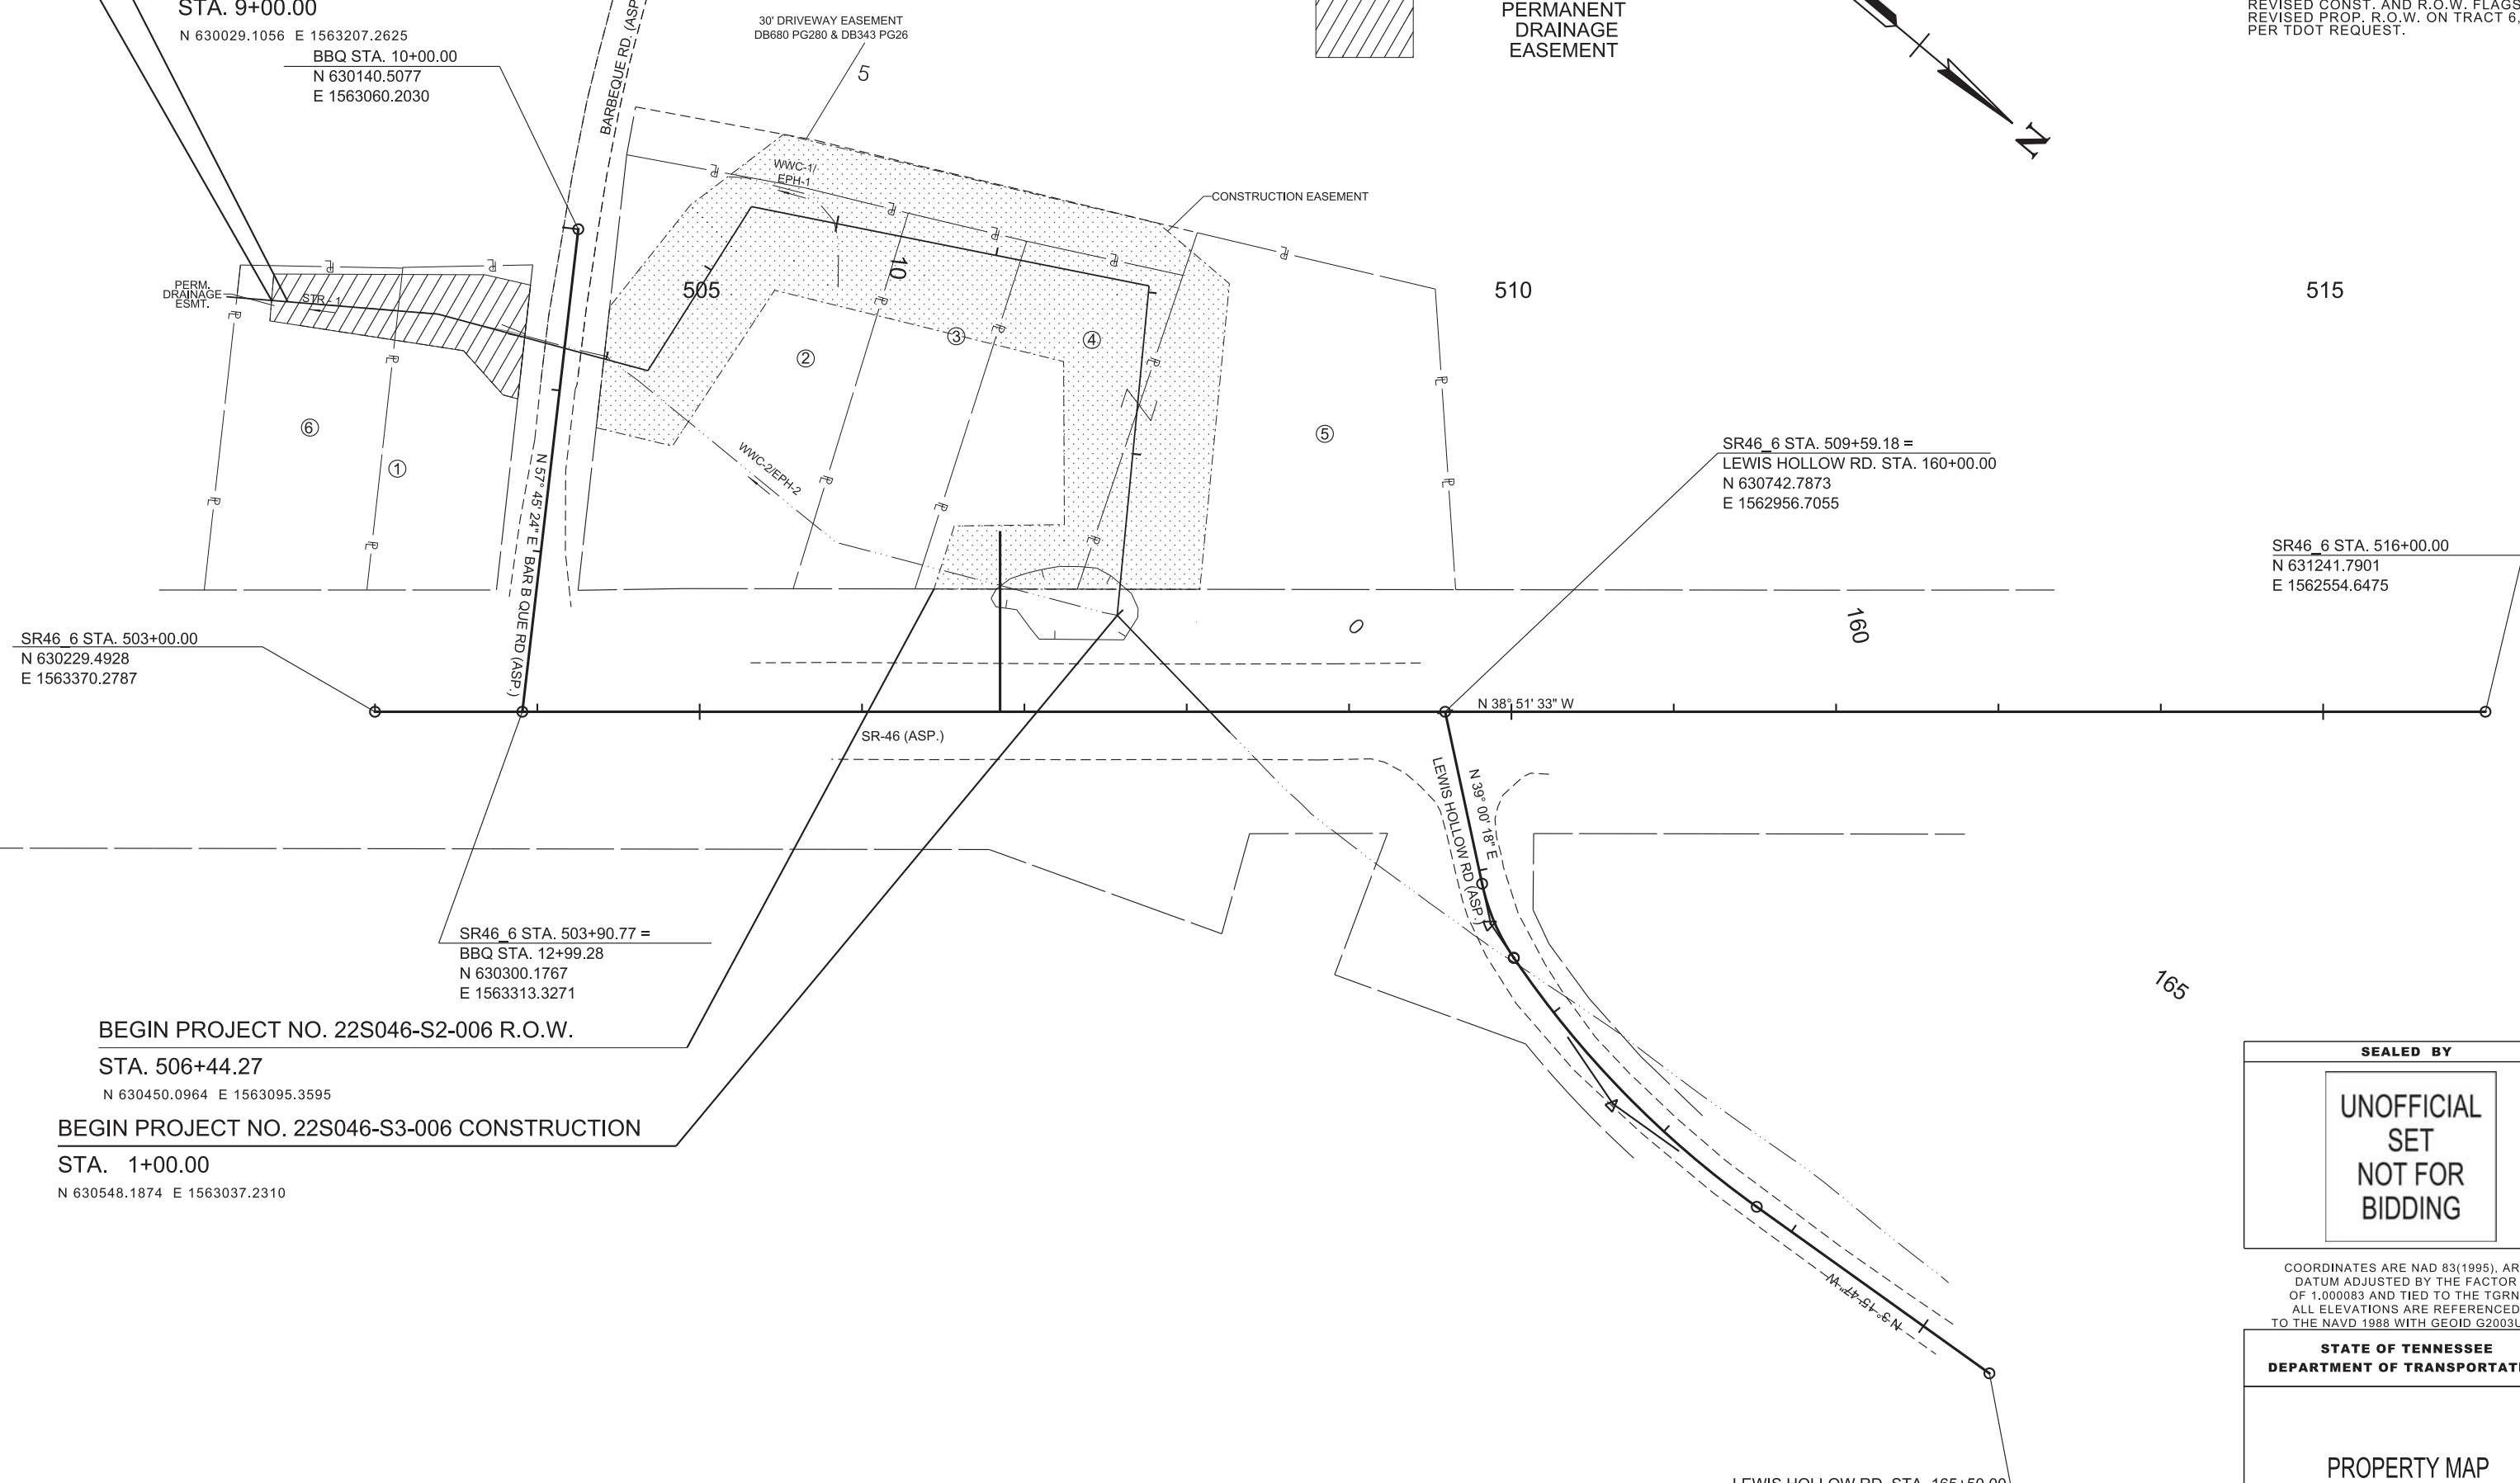 STA. 9+00.00
N 630029.1056 E 1563207.2625
BBQ STA. 10+00.00
N 630140.5077
E 1563060.2030
BARBEQUE RD. (ASP
30' DRIVEWAY EASEMENT
DB680 PG280 & DB343 PG26
5
PERMANENT
DRAINAGE
EASEMENT
N
REVISED CONST. AND R.O.W. FLAGS
REVISED PROP. R.O.W. ON TRACT 6,
PER TDOT REQUEST.
WWC-1/
EPH-1
CONSTRUCTION EASEMENT
PERM.
DRAINAGE
ESMT.
STR - 1
505
10
510
515
2
3
4
5
6
1
WWC-2/EPH-2
N 57° 45' 24" E
BAR B QUE RD (ASP.)
SR46_6 STA. 509+59.18 =
LEWIS HOLLOW RD. STA. 160+00.00
N 630742.7873
E 1562956.7055
SR46_6 STA. 516+00.00
N 631241.7901
E 1562554.6475
0
160
SR46_6 STA. 503+00.00
N 630229.4928
E 1563370.2787
N 38° 51' 33" W
SR-46 (ASP.)
LEWIS HOLLOW RD (ASP.)
N 39° 00' 18" E
SR46_6 STA. 503+90.77 =
BBQ STA. 12+99.28
N 630300.1767
E 1563313.3271
165
BEGIN PROJECT NO. 22S046-S2-006 R.O.W.
STA. 506+44.27
N 630450.0964 E 1563095.3595
BEGIN PROJECT NO. 22S046-S3-006 CONSTRUCTION
STA. 1+00.00
N 630548.1874 E 1563037.2310
N 3° 15' 47" W
SEALED BY
UNOFFICIAL
SET
NOT FOR
BIDDING
COORDINATES ARE NAD 83(1995), AR
DATUM ADJUSTED BY THE FACTOR
OF 1.000083 AND TIED TO THE TGRN
ALL ELEVATIONS ARE REFERENCED
TO THE NAVD 1988 WITH GEOID G2003U
STATE OF TENNESSEE
DEPARTMENT OF TRANSPORTAT
PROPERTY MAP
LEWIS HOLLOW RD. STA. 165+50.00